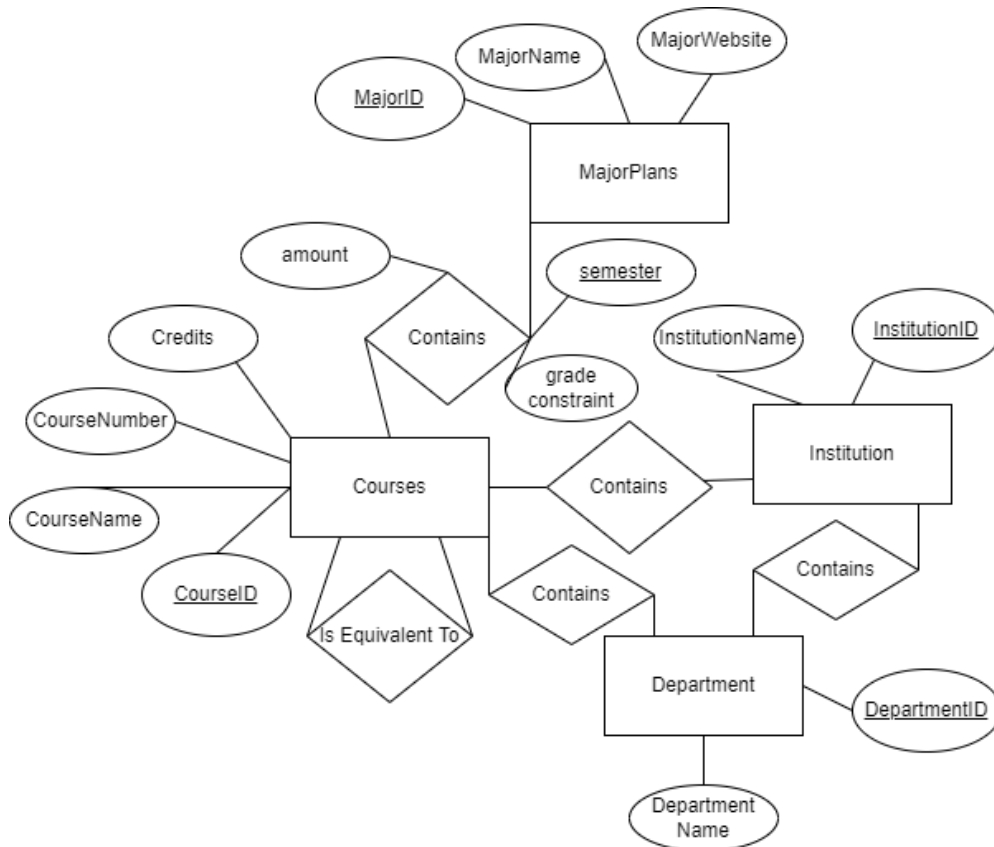 MajorWebsite
MajorName
MajorID
MajorPlans
amount
semester
Contains
Credits
InstitutionName
InstitutionID
grade
constraint
CourseNumber
Institution
Courses
Contains
CourseName
Contains
Contains
CourseID
Is Equivalent To
Department
DepartmentID
Department
Name